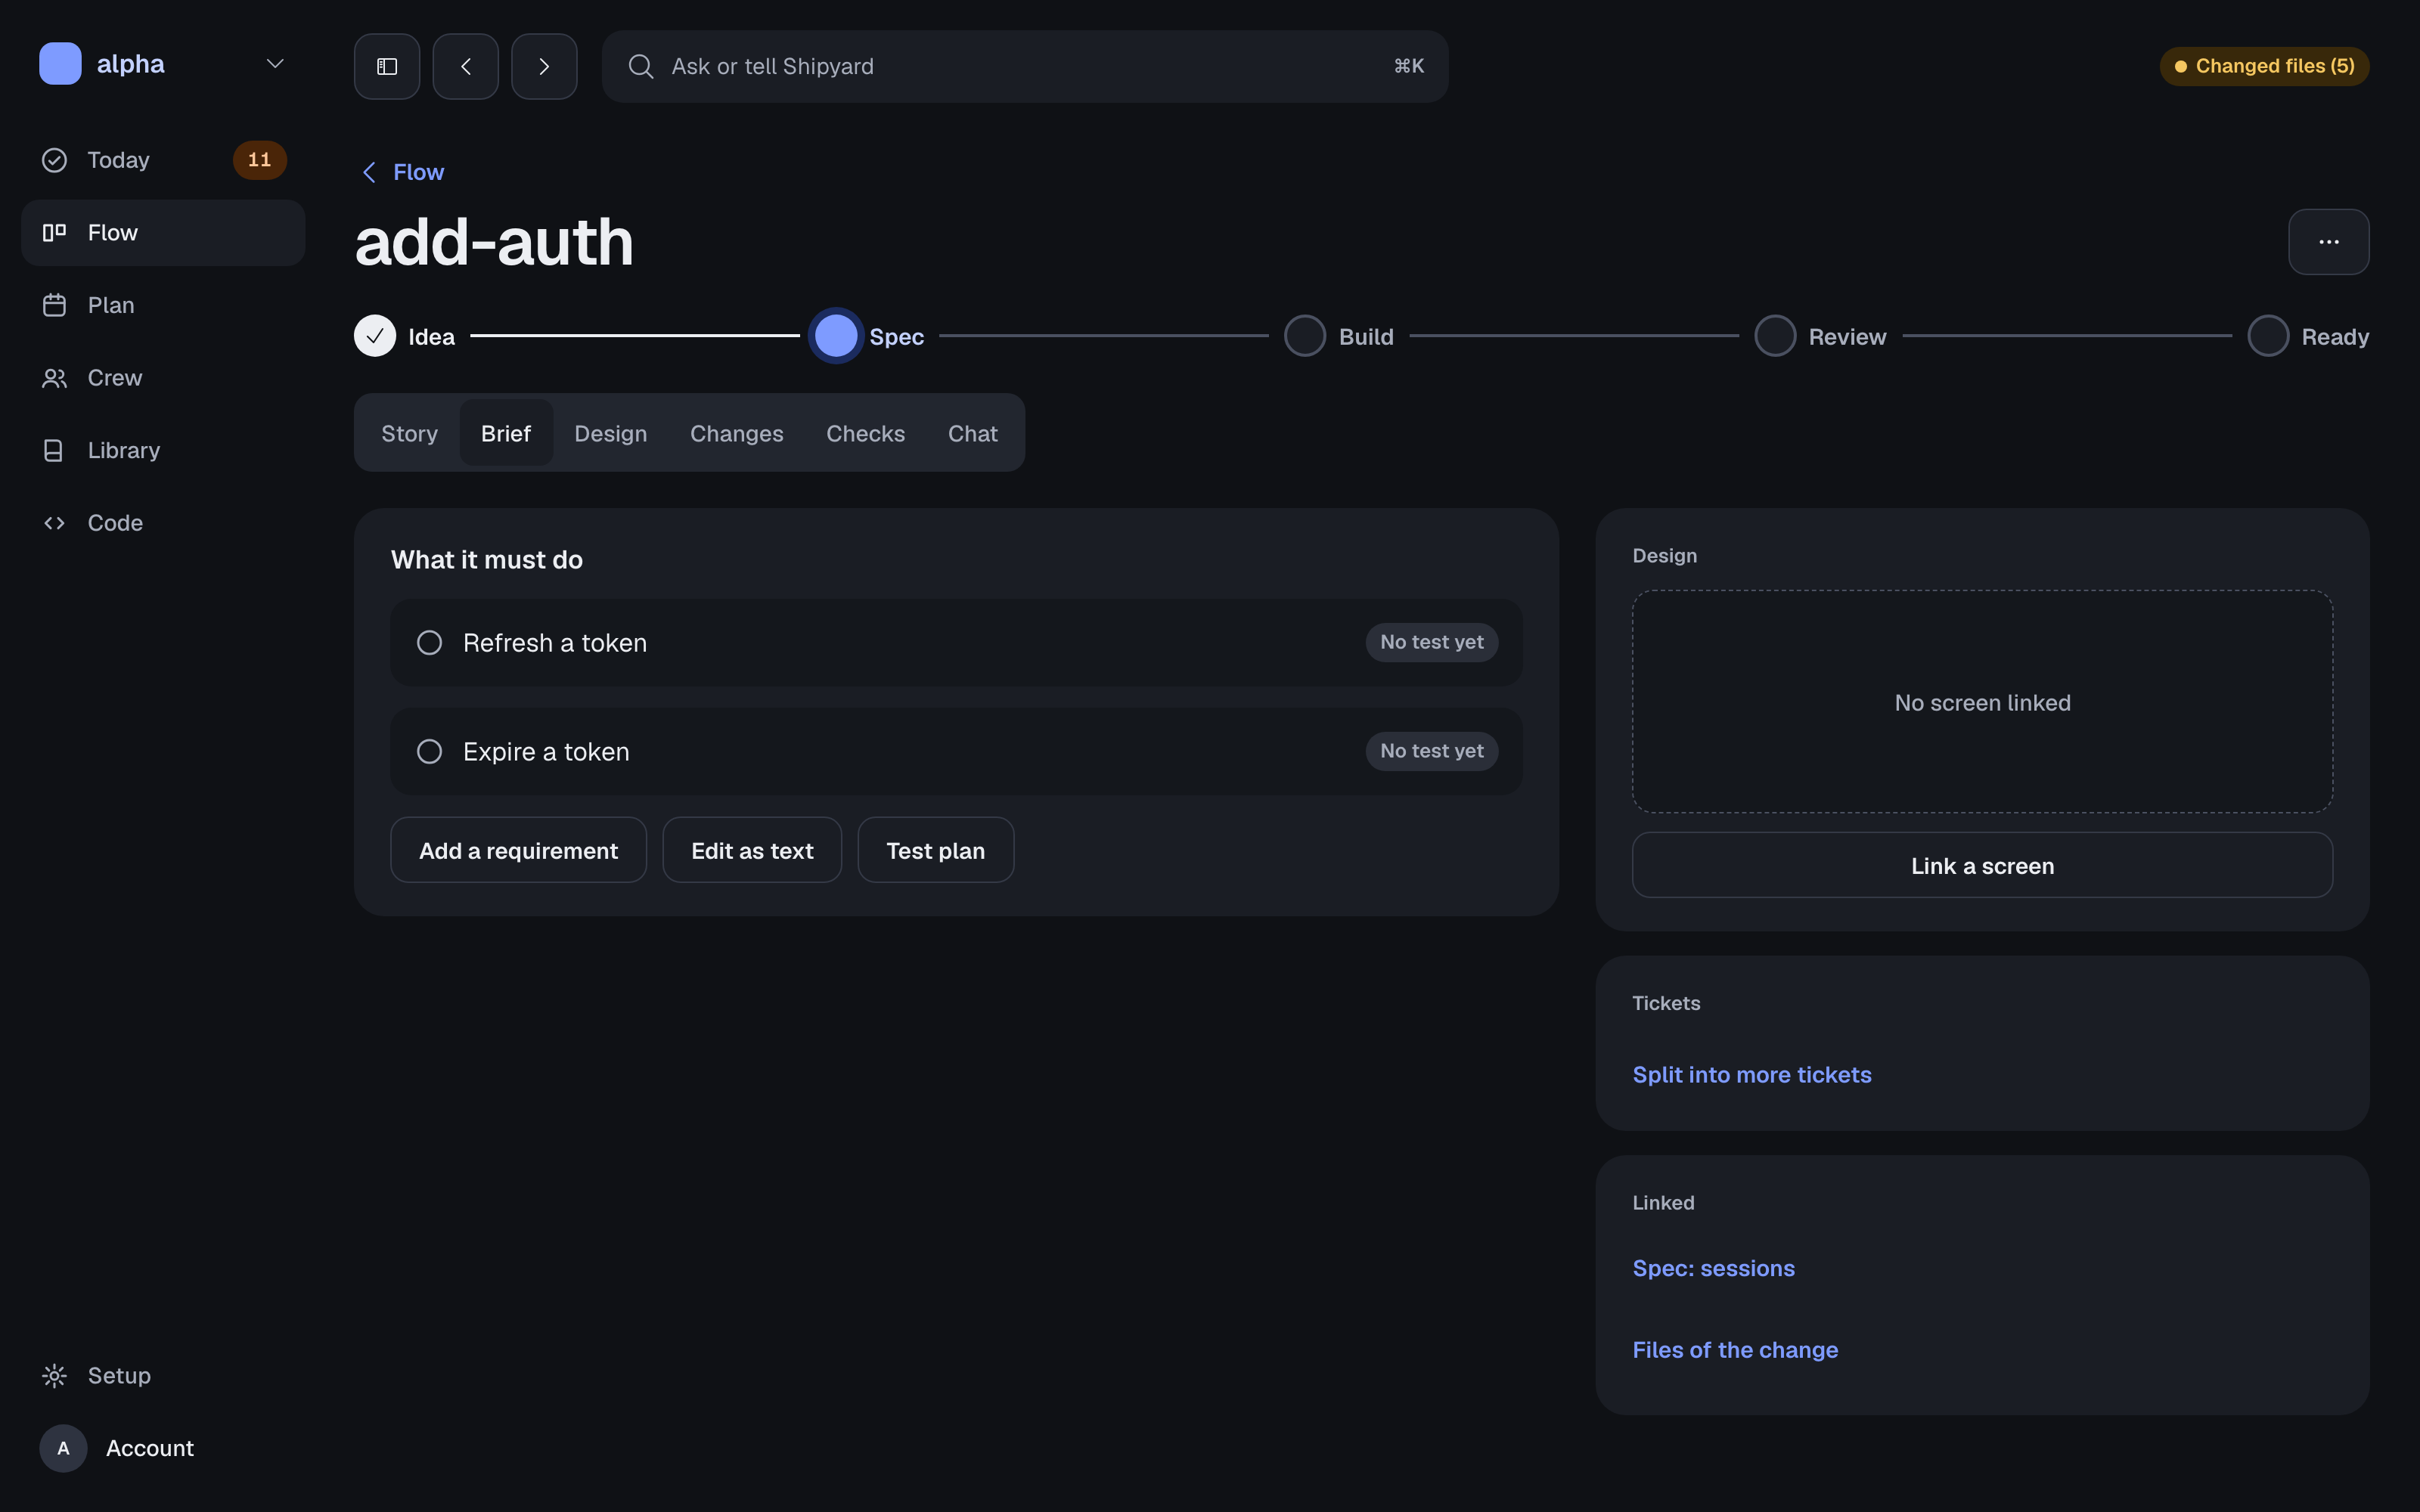 alpha
Ask or tell Shipyard
⌘K
Changed files (5)
Today
11
Flow
Plan
Crew
Library
Code
Setup
A
Account
Flow
add-auth
Idea
Spec
Build
Review
Ready
Story
Brief
Design
Changes
Checks
Chat
What it must do
Refresh a token
No test yet
Expire a token
No test yet
Add a requirement
Edit as text
Test plan
Design
No screen linked
Link a screen
Tickets
Split into more tickets
Linked
Spec: sessions
Files of the change